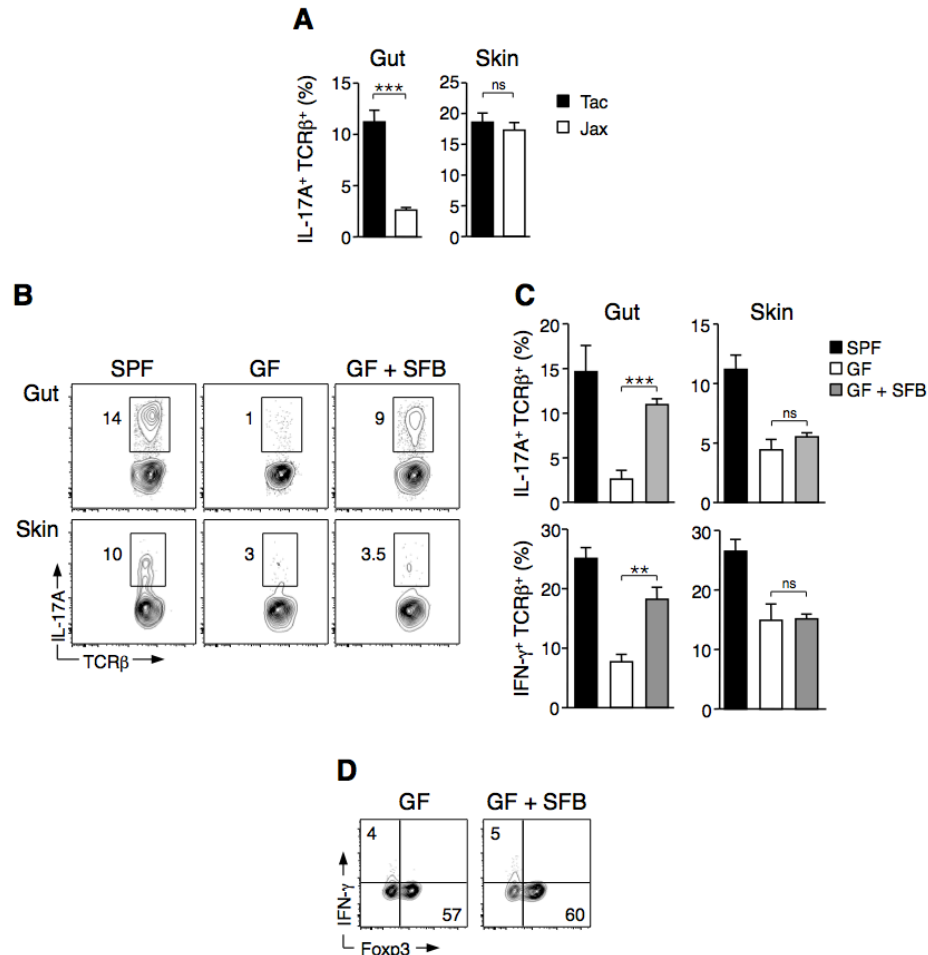 A
Gut Skin
IL-17A⁺ TCRβ⁺ (%)
15
10
5
0
***
25
20
15
10
5
0
ns
Tac
Jax
B
SPF GF GF + SFB
Gut
14
1
9
Skin
10
3
3.5
IL-17A
TCRβ
C
Gut Skin
IL-17A⁺ TCRβ⁺ (%)
20
15
10
5
0
***
15
10
5
0
ns
SPF
GF
GF + SFB
IFN-γ⁺ TCRβ⁺ (%)
30
20
10
0
**
30
20
10
0
ns
D
GF GF + SFB
4
57
5
60
IFN-γ
Foxp3